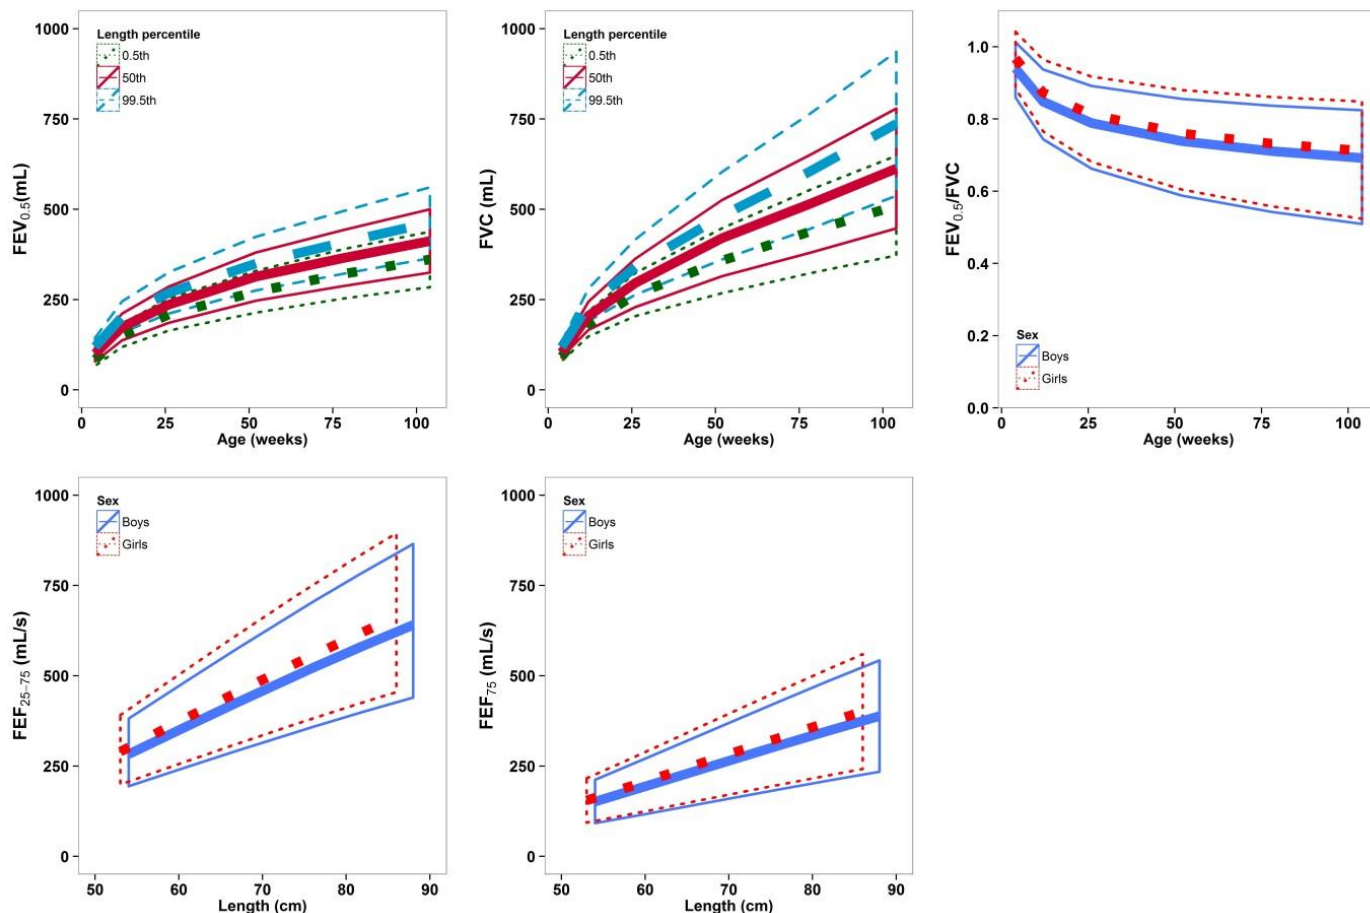 FEV0.5(mL)
1000
750
500
250
0
Length percentile
0.5th
50th
99.5th
0 25 50 75 100
Age (weeks)
FVC (mL)
1000
750
500
250
0
Length percentile
0.5th
50th
99.5th
0 25 50 75 100
Age (weeks)
FEV0.5/FVC
1.0
0.8
0.6
0.4
0.2
0.0
Sex
Boys
Girls
0 25 50 75 100
Age (weeks)
FEF25−75 (mL/s)
1000
750
500
250
0
Sex
Boys
Girls
50 60 70 80 90
Length (cm)
FEF75 (mL/s)
1000
750
500
250
0
Sex
Boys
Girls
50 60 70 80 90
Length (cm)